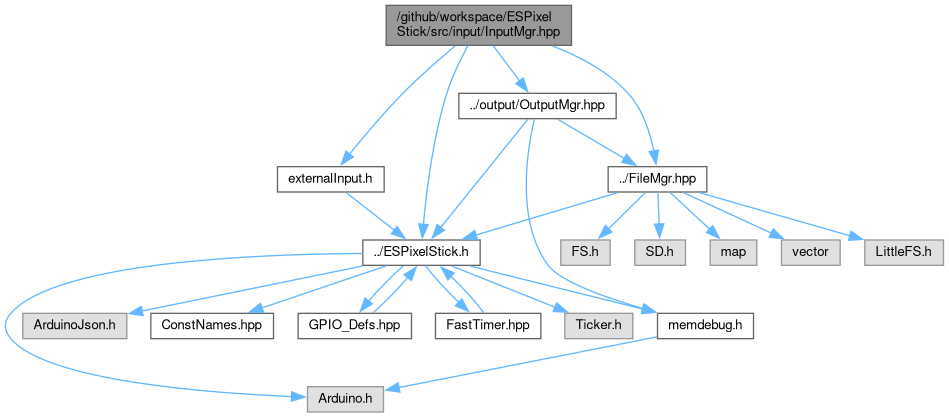 /github/workspace/ESPixel
Stick/src/input/InputMgr.hpp
../output/OutputMgr.hpp
externalInput.h
../FileMgr.hpp
../ESPixelStick.h
FS.h
SD.h
map
vector
LittleFS.h
ArduinoJson.h
ConstNames.hpp
GPIO_Defs.hpp
FastTimer.hpp
Ticker.h
memdebug.h
Arduino.h